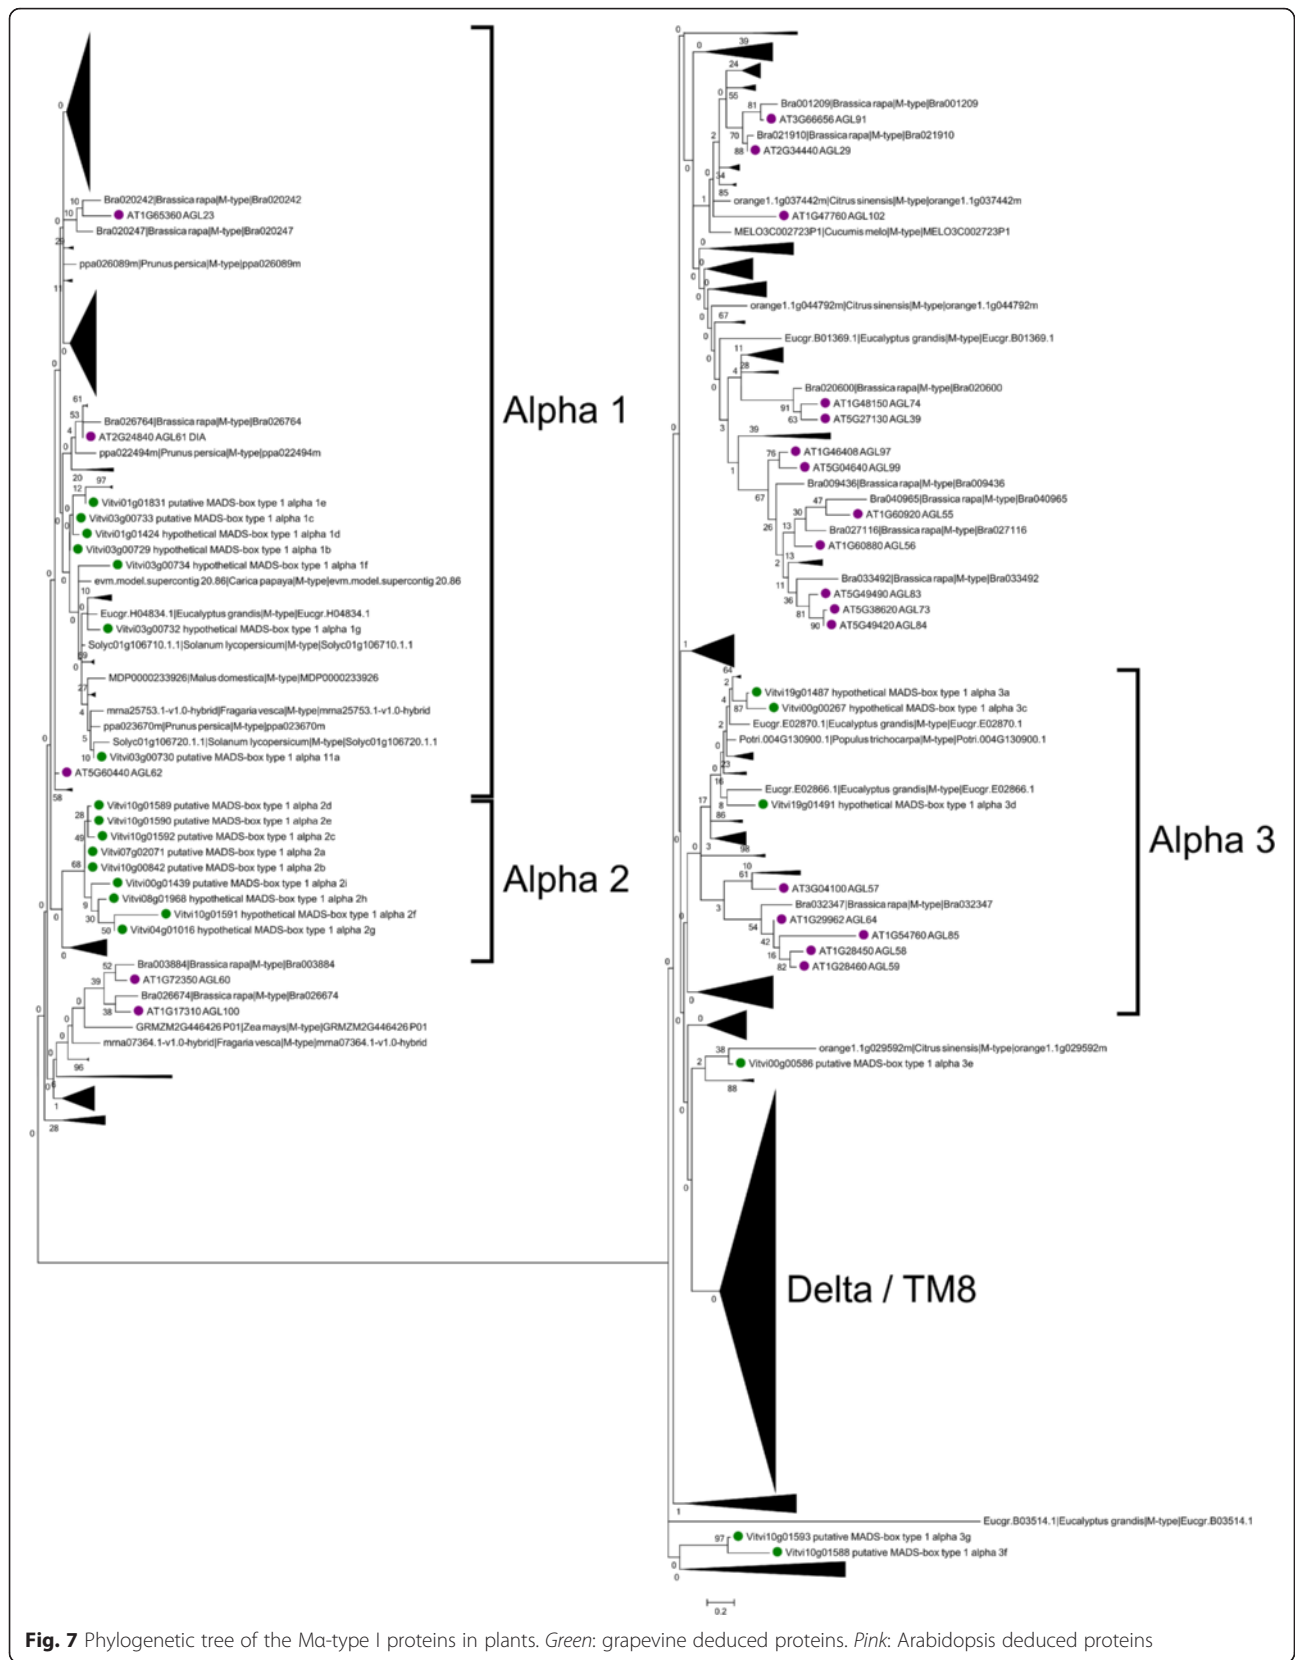 Bra020242|Brassica rapa|M-type|Bra020242
AT1G65360 AGL23
Bra020247|Brassica rapa|M-type|Bra020247
ppa026089m|Prunus persica|M-type|ppa026089m
Bra026764|Brassica rapa|M-type|Bra026764
AT2G24840 AGL61 DIA
ppa022494m|Prunus persica|M-type|ppa022494m
Vitvi01g01831 putative MADS-box type 1 alpha 1e
Vitvi03g00733 putative MADS-box type 1 alpha 1c
Vitvi01g01424 hypothetical MADS-box type 1 alpha 1d
Vitvi03g00729 hypothetical MADS-box type 1 alpha 1b
Vitvi03g00734 hypothetical MADS-box type 1 alpha 1f
evm.model.supercontig 20.86|Carica papaya|M-type|evm.model.supercontig 20.86
Eucgr.H04834.1|Eucalyptus grandis|M-type|Eucgr.H04834.1
Vitvi03g00732 hypothetical MADS-box type 1 alpha 1g
Solyc01g106710.1.1|Solanum lycopersicum|M-type|Solyc01g106710.1.1
MDP0000233926|Malus domestica|M-type|MDP0000233926
mrna25753.1-v1.0-hybrid|Fragaria vesca|M-type|mrna25753.1-v1.0-hybrid
ppa023670m|Prunus persica|M-type|ppa023670m
Solyc01g106720.1.1|Solanum lycopersicum|M-type|Solyc01g106720.1.1
Vitvi03g00730 putative MADS-box type 1 alpha 11a
AT5G60440 AGL62
Alpha 1
Vitvi10g01589 putative MADS-box type 1 alpha 2d
Vitvi10g01590 putative MADS-box type 1 alpha 2e
Vitvi10g01592 putative MADS-box type 1 alpha 2c
Vitvi07g02071 putative MADS-box type 1 alpha 2a
Vitvi10g00842 putative MADS-box type 1 alpha 2b
Vitvi00g01439 putative MADS-box type 1 alpha 2i
Vitvi08g01968 hypothetical MADS-box type 1 alpha 2h
Vitvi10g01591 hypothetical MADS-box type 1 alpha 2f
Vitvi04g01016 hypothetical MADS-box type 1 alpha 2g
Alpha 2
Bra003884|Brassica rapa|M-type|Bra003884
AT1G72350 AGL60
Bra026674|Brassica rapa|M-type|Bra026674
AT1G17310 AGL100
GRMZM2G446426 P01|Zea mays|M-type|GRMZM2G446426 P01
mrna07364.1-v1.0-hybrid|Fragaria vesca|M-type|mrna07364.1-v1.0-hybrid
Bra001209|Brassica rapa|M-type|Bra001209
AT3G66656 AGL91
Bra021910|Brassica rapa|M-type|Bra021910
AT2G34440 AGL29
orange1.1g037442m|Citrus sinensis|M-type|orange1.1g037442m
AT1G47760 AGL102
MELO3C002723P1|Cucumis melo|M-type|MELO3C002723P1
orange1.1g044792m|Citrus sinensis|M-type|orange1.1g044792m
Eucgr.B01369.1|Eucalyptus grandis|M-type|Eucgr.B01369.1
Bra020600|Brassica rapa|M-type|Bra020600
AT1G48150 AGL74
AT5G27130 AGL39
AT1G46408 AGL97
AT5G04640 AGL99
Bra009436|Brassica rapa|M-type|Bra009436
Bra040965|Brassica rapa|M-type|Bra040965
AT1G60920 AGL55
Bra027116|Brassica rapa|M-type|Bra027116
AT1G60880 AGL56
Bra033492|Brassica rapa|M-type|Bra033492
AT5G49490 AGL83
AT5G38620 AGL73
AT5G49420 AGL84
Vitvi19g01487 hypothetical MADS-box type 1 alpha 3a
Vitvi00g00267 hypothetical MADS-box type 1 alpha 3c
Eucgr.E02870.1|Eucalyptus grandis|M-type|Eucgr.E02870.1
Potri.004G130900.1|Populus trichocarpa|M-type|Potri.004G130900.1
Eucgr.E02866.1|Eucalyptus grandis|M-type|Eucgr.E02866.1
Vitvi19g01491 hypothetical MADS-box type 1 alpha 3d
AT3G04100 AGL57
Bra032347|Brassica rapa|M-type|Bra032347
AT1G29962 AGL64
AT1G54760 AGL85
AT1G28450 AGL58
AT1G28460 AGL59
Alpha 3
orange1.1g029592m|Citrus sinensis|M-type|orange1.1g029592m
Vitvi00g00586 putative MADS-box type 1 alpha 3e
Delta / TM8
Eucgr.B03514.1|Eucalyptus grandis|M-type|Eucgr.B03514.1
Vitvi10g01593 putative MADS-box type 1 alpha 3g
Vitvi10g01588 putative MADS-box type 1 alpha 3f
0.2
Fig. 7 Phylogenetic tree of the Mα-type I proteins in plants. Green: grapevine deduced proteins. Pink: Arabidopsis deduced proteins